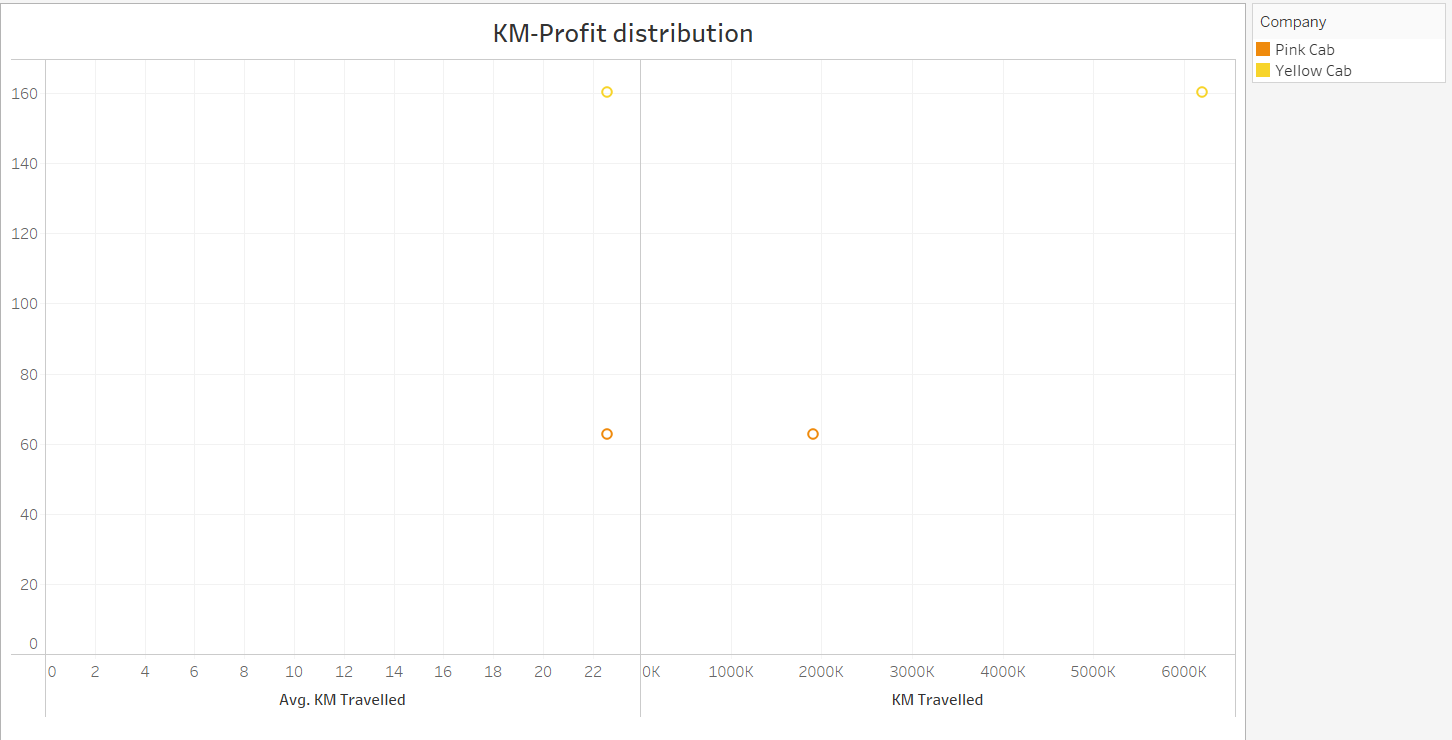 KM-Profit distribution
160
140
120
100
80
60
40
20
0
0 2 4 6 8 10 12 14 16 18 20 22 0K 1000K 2000K 3000K 4000K 5000K 6000K
Avg. KM Travelled KM Travelled
Company
Pink Cab
Yellow Cab